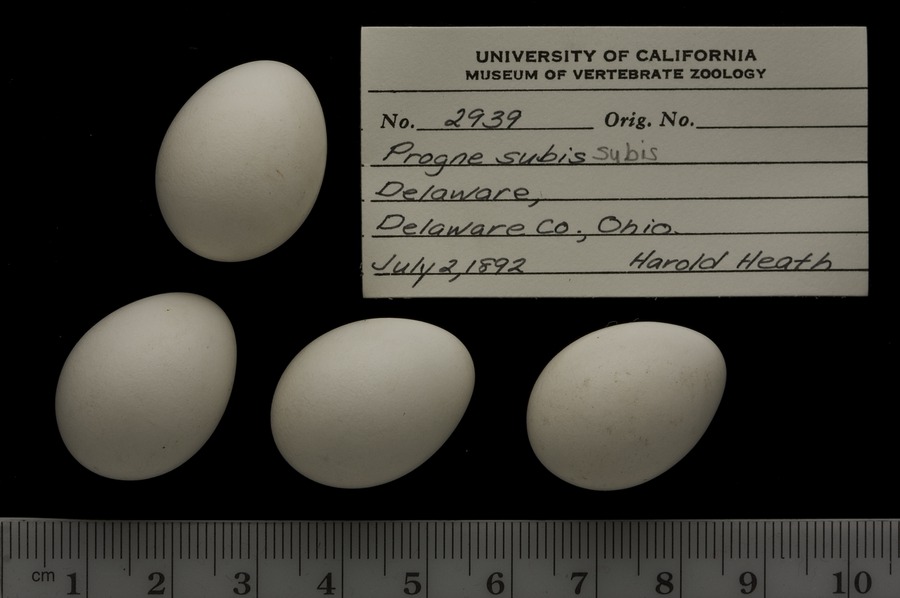 UNIVERSITY OF CALIFORNIA
MUSEUM OF VERTEBRATE ZOOLOGY
No. 2939 Orig. No.
Progne subis subis
Delaware,
Delaware Co., Ohio.
July 2, 1892 Harold Heath
cm 1 2 3 4 5 6 7 8 9 10